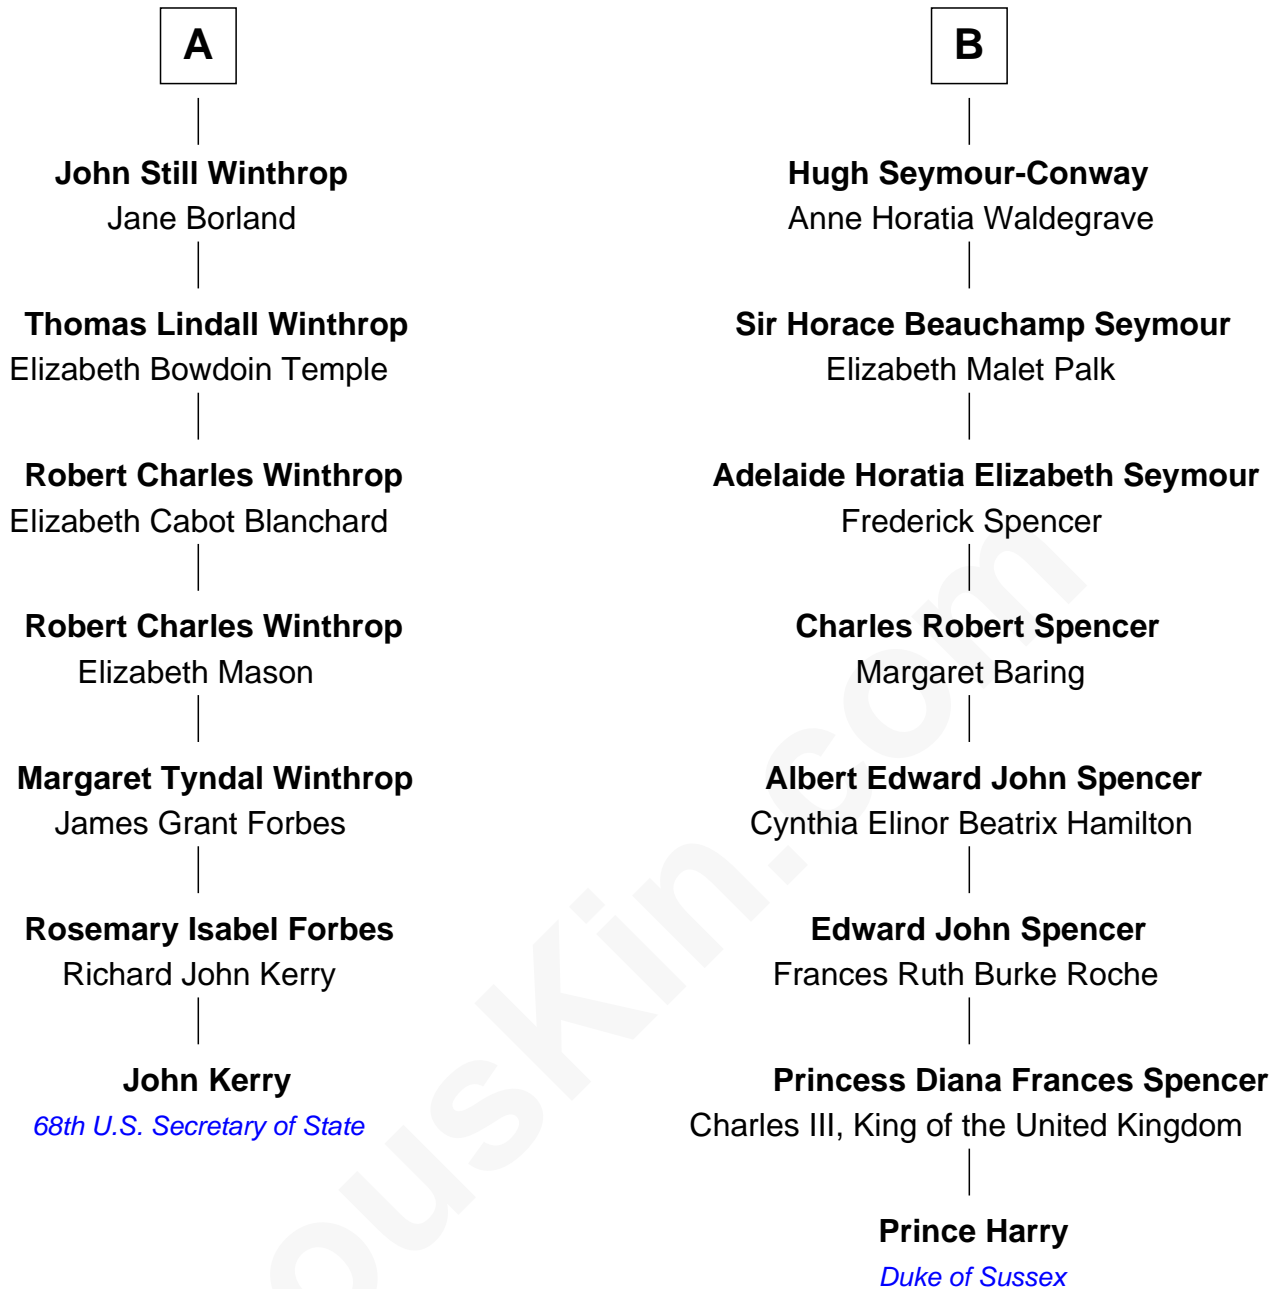 A
John Still Winthrop
Jane Borland
Thomas Lindall Winthrop
Elizabeth Bowdoin Temple
Robert Charles Winthrop
Elizabeth Cabot Blanchard
Robert Charles Winthrop
Elizabeth Mason
Margaret Tyndal Winthrop
James Grant Forbes
Rosemary Isabel Forbes
Richard John Kerry
John Kerry
68th U.S. Secretary of State
B
Hugh Seymour-Conway
Anne Horatia Waldegrave
Sir Horace Beauchamp Seymour
Elizabeth Malet Palk
Adelaide Horatia Elizabeth Seymour
Frederick Spencer
Charles Robert Spencer
Margaret Baring
Albert Edward John Spencer
Cynthia Elinor Beatrix Hamilton
Edward John Spencer
Frances Ruth Burke Roche
Princess Diana Frances Spencer
Charles III, King of the United Kingdom
Prince Harry
Duke of Sussex
ousKin.com